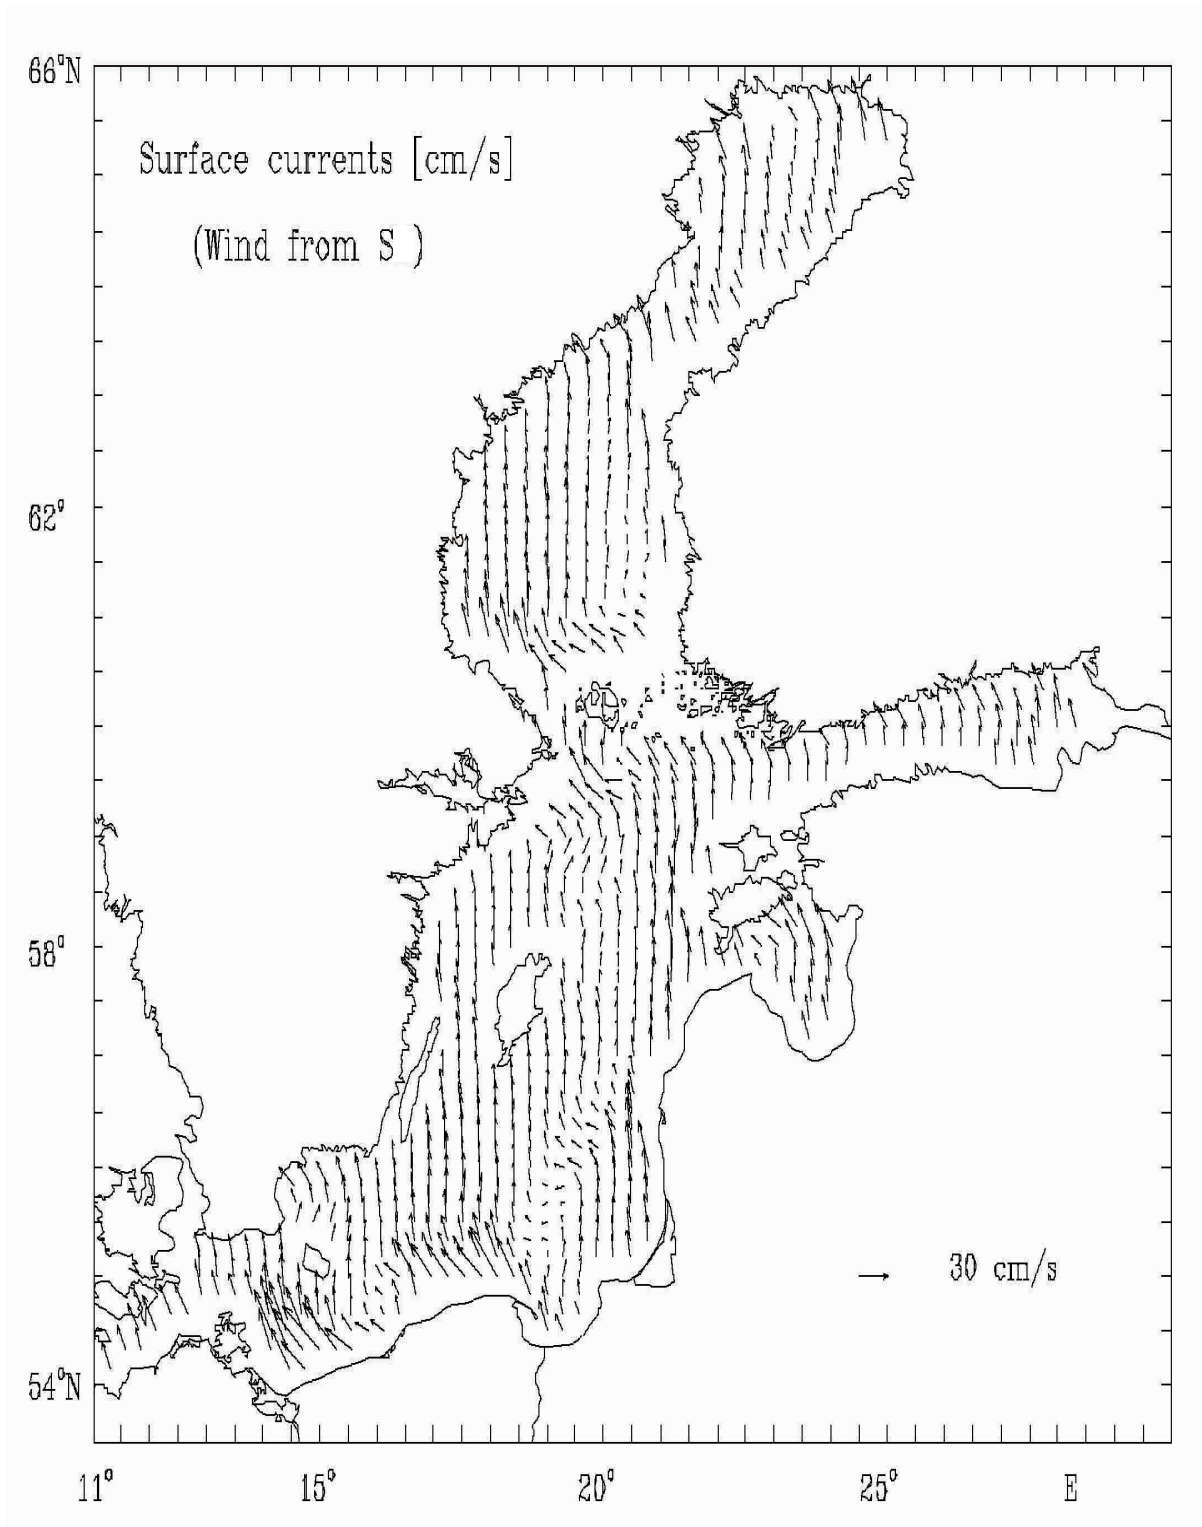 66°N
Surface currents [cm/s]
(Wind from S )
62°
58°
30 cm/s
54°N
11° 15° 20° 25° E